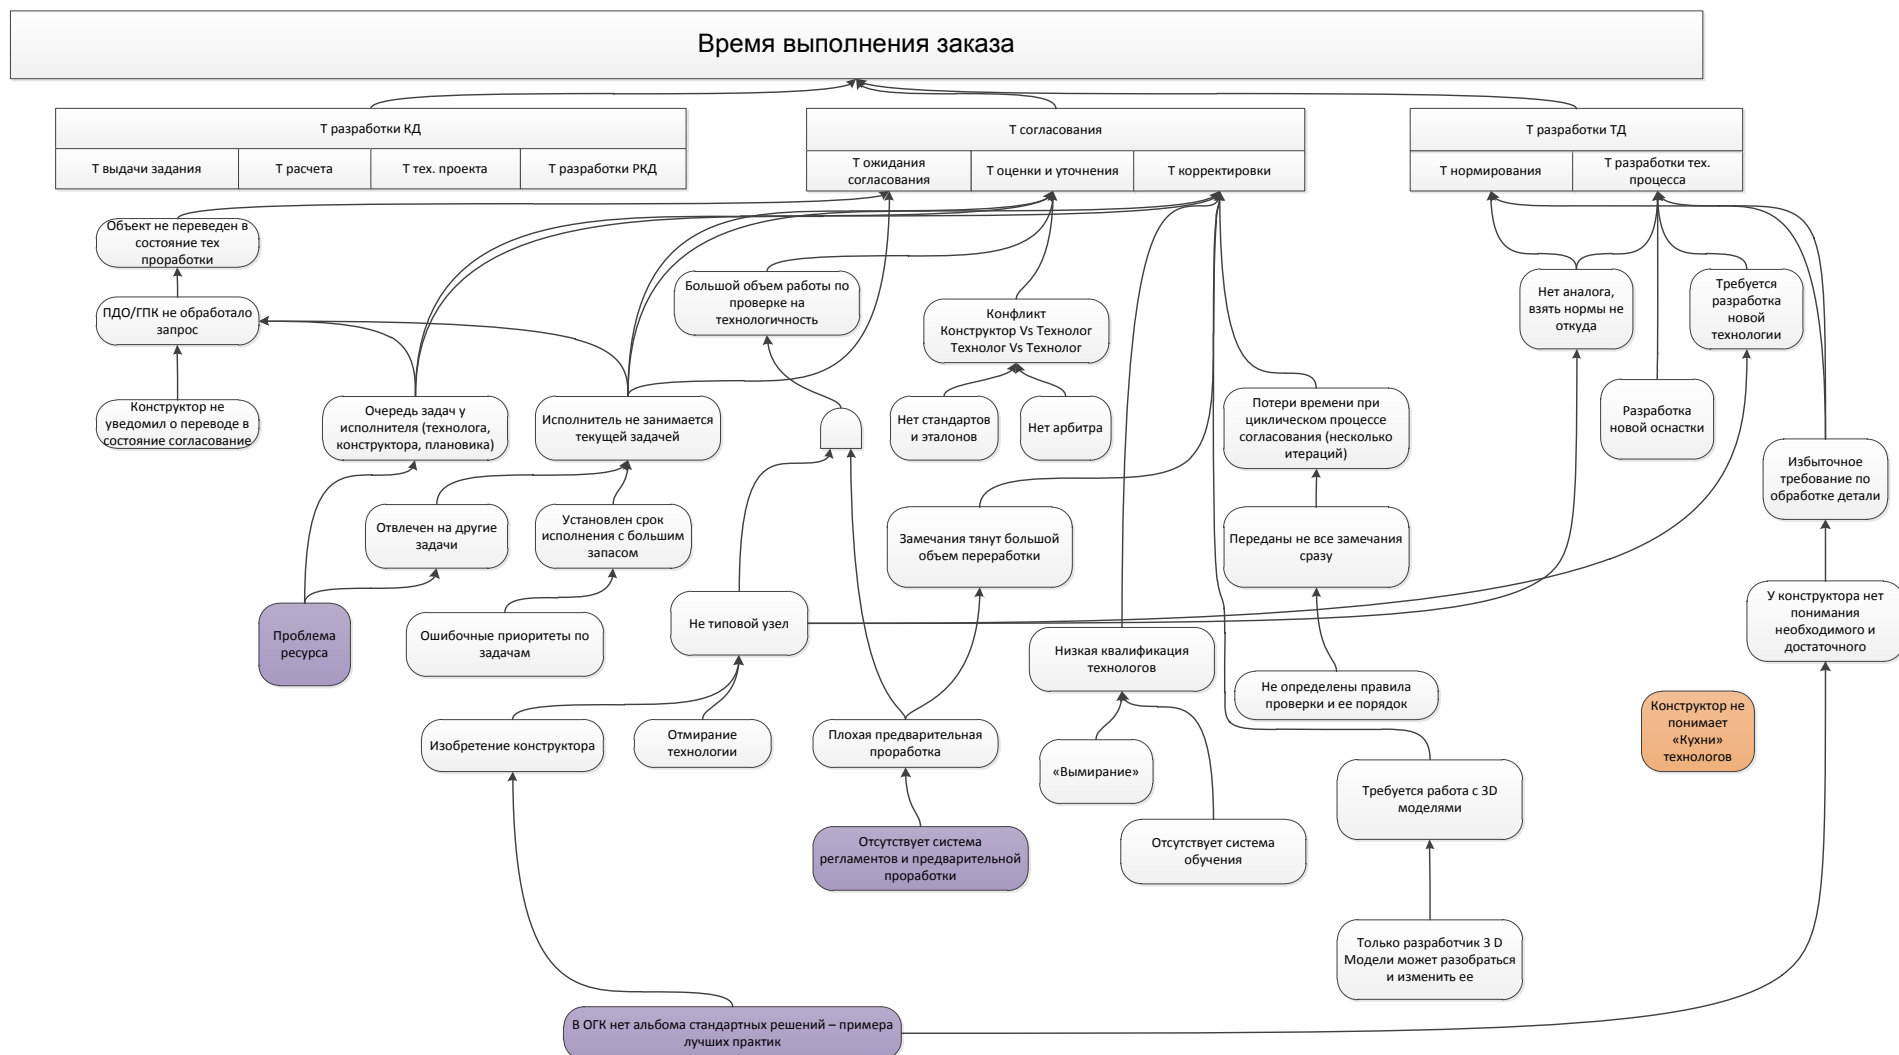 Время выполнения заказа
Т разработки КД
Т выдачи задания
Т расчета
Т тех. проекта
Т разработки РКД
Т согласования
Т ожидания
согласования
Т оценки и уточнения
Т корректировки
Т разработки ТД
Т нормирования
Т разработки тех.
процесса
Объект не переведен в
состояние тех
проработки
ПДО/ГПК не обработало
запрос
Конструктор не
уведомил о переводе в
состояние согласование
Большой объем работы по
проверке на
технологичность
Конфликт
Конструктор Vs Технолог
Технолог Vs Технолог
Нет аналога,
взять нормы не
откуда
Требуется
разработка
новой
технологии
Очередь задач у
исполнителя (технолога,
конструктора, плановика)
Исполнитель не занимается
текущей задачей
Нет стандартов
и эталонов
Нет арбитра
Потери времени при
циклическом процессе
согласования (несколько
итераций)
Разработка
новой оснастки
Избыточное
требование по
обработке детали
Отвлечен на другие
задачи
Установлен срок
исполнения с большим
запасом
Замечания тянут большой
объем переработки
Переданы не все замечания
сразу
Проблема
ресурса
Ошибочные приоритеты по
задачам
Не типовой узел
Низкая квалификация
технологов
У конструктора нет
понимания
необходимого и
достаточного
Не определены правила
проверки и ее порядок
Изобретение конструктора
Отмирание
технологии
Плохая предварительная
проработка
«Вымирание»
Конструктор не
понимает
«Кухни»
технологов
Требуется работа с 3D
моделями
Отсутствует система
регламентов и предварительной
проработки
Отсутствует система
обучения
Только разработчик 3 D
Модели может разобраться
и изменить ее
В ОГК нет альбома стандартных решений – примера
лучших практик